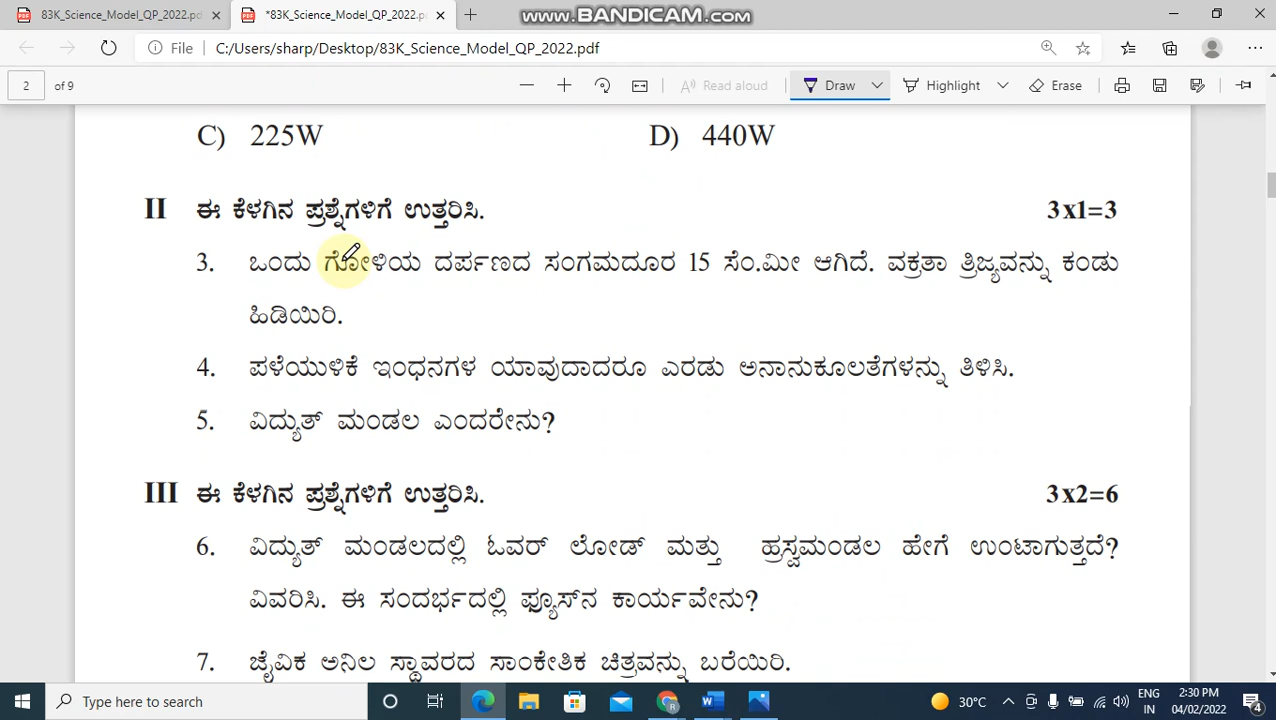 83K_Science_Model_QP_2022.pd
*83K_Science_Model_QP_2022.pd
www.BANDICAM.com
File C:/Users/sharp/Desktop/83K_Science_Model_QP_2022.pdf
2 of 9 Read aloud Draw Highlight Erase
C) 225W D) 440W
II ಈ ಕೆಳಗಿನ ಪ್ರಶ್ನೆಗಳಿಗೆ ಉತ್ತರಿಸಿ. 3x1=3
3. ಒಂದು ಗೋಳಿಯ ದರ್ಪಣದ ಸಂಗಮದೂರ 15 ಸೆಂ.ಮೀ ಆಗಿದೆ. ವಕ್ರತಾ ತ್ರಿಜ್ಯವನ್ನು ಕಂಡು
ಹಿಡಿಯಿರಿ.
4. ಪಳೆಯುಳಿಕೆ ಇಂಧನಗಳ ಯಾವುದಾದರೂ ಎರಡು ಅನಾನುಕೂಲತೆಗಳನ್ನು ತಿಳಿಸಿ.
5. ವಿದ್ಯುತ್ ಮಂಡಲ ಎಂದರೇನು?
III ಈ ಕೆಳಗಿನ ಪ್ರಶ್ನೆಗಳಿಗೆ ಉತ್ತರಿಸಿ. 3x2=6
6. ವಿದ್ಯುತ್ ಮಂಡಲದಲ್ಲಿ ಓವರ್ ಲೋಡ್ ಮತ್ತು ಹ್ರಸ್ವಮಂಡಲ ಹೇಗೆ ಉಂಟಾಗುತ್ತದೆ?
ವಿವರಿಸಿ. ಈ ಸಂದರ್ಭದಲ್ಲಿ ಫ್ಯೂಸ್‌ನ ಕಾರ್ಯವೇನು?
7. ಜೈವಿಕ ಅನಿಲ ಸ್ಥಾವರದ ಸಾಂಕೇತಿಕ ಚಿತ್ರವನ್ನು ಬರೆಯಿರಿ.
Type here to search 30°C ENG 2:30 PM
IN 04/02/2022 4